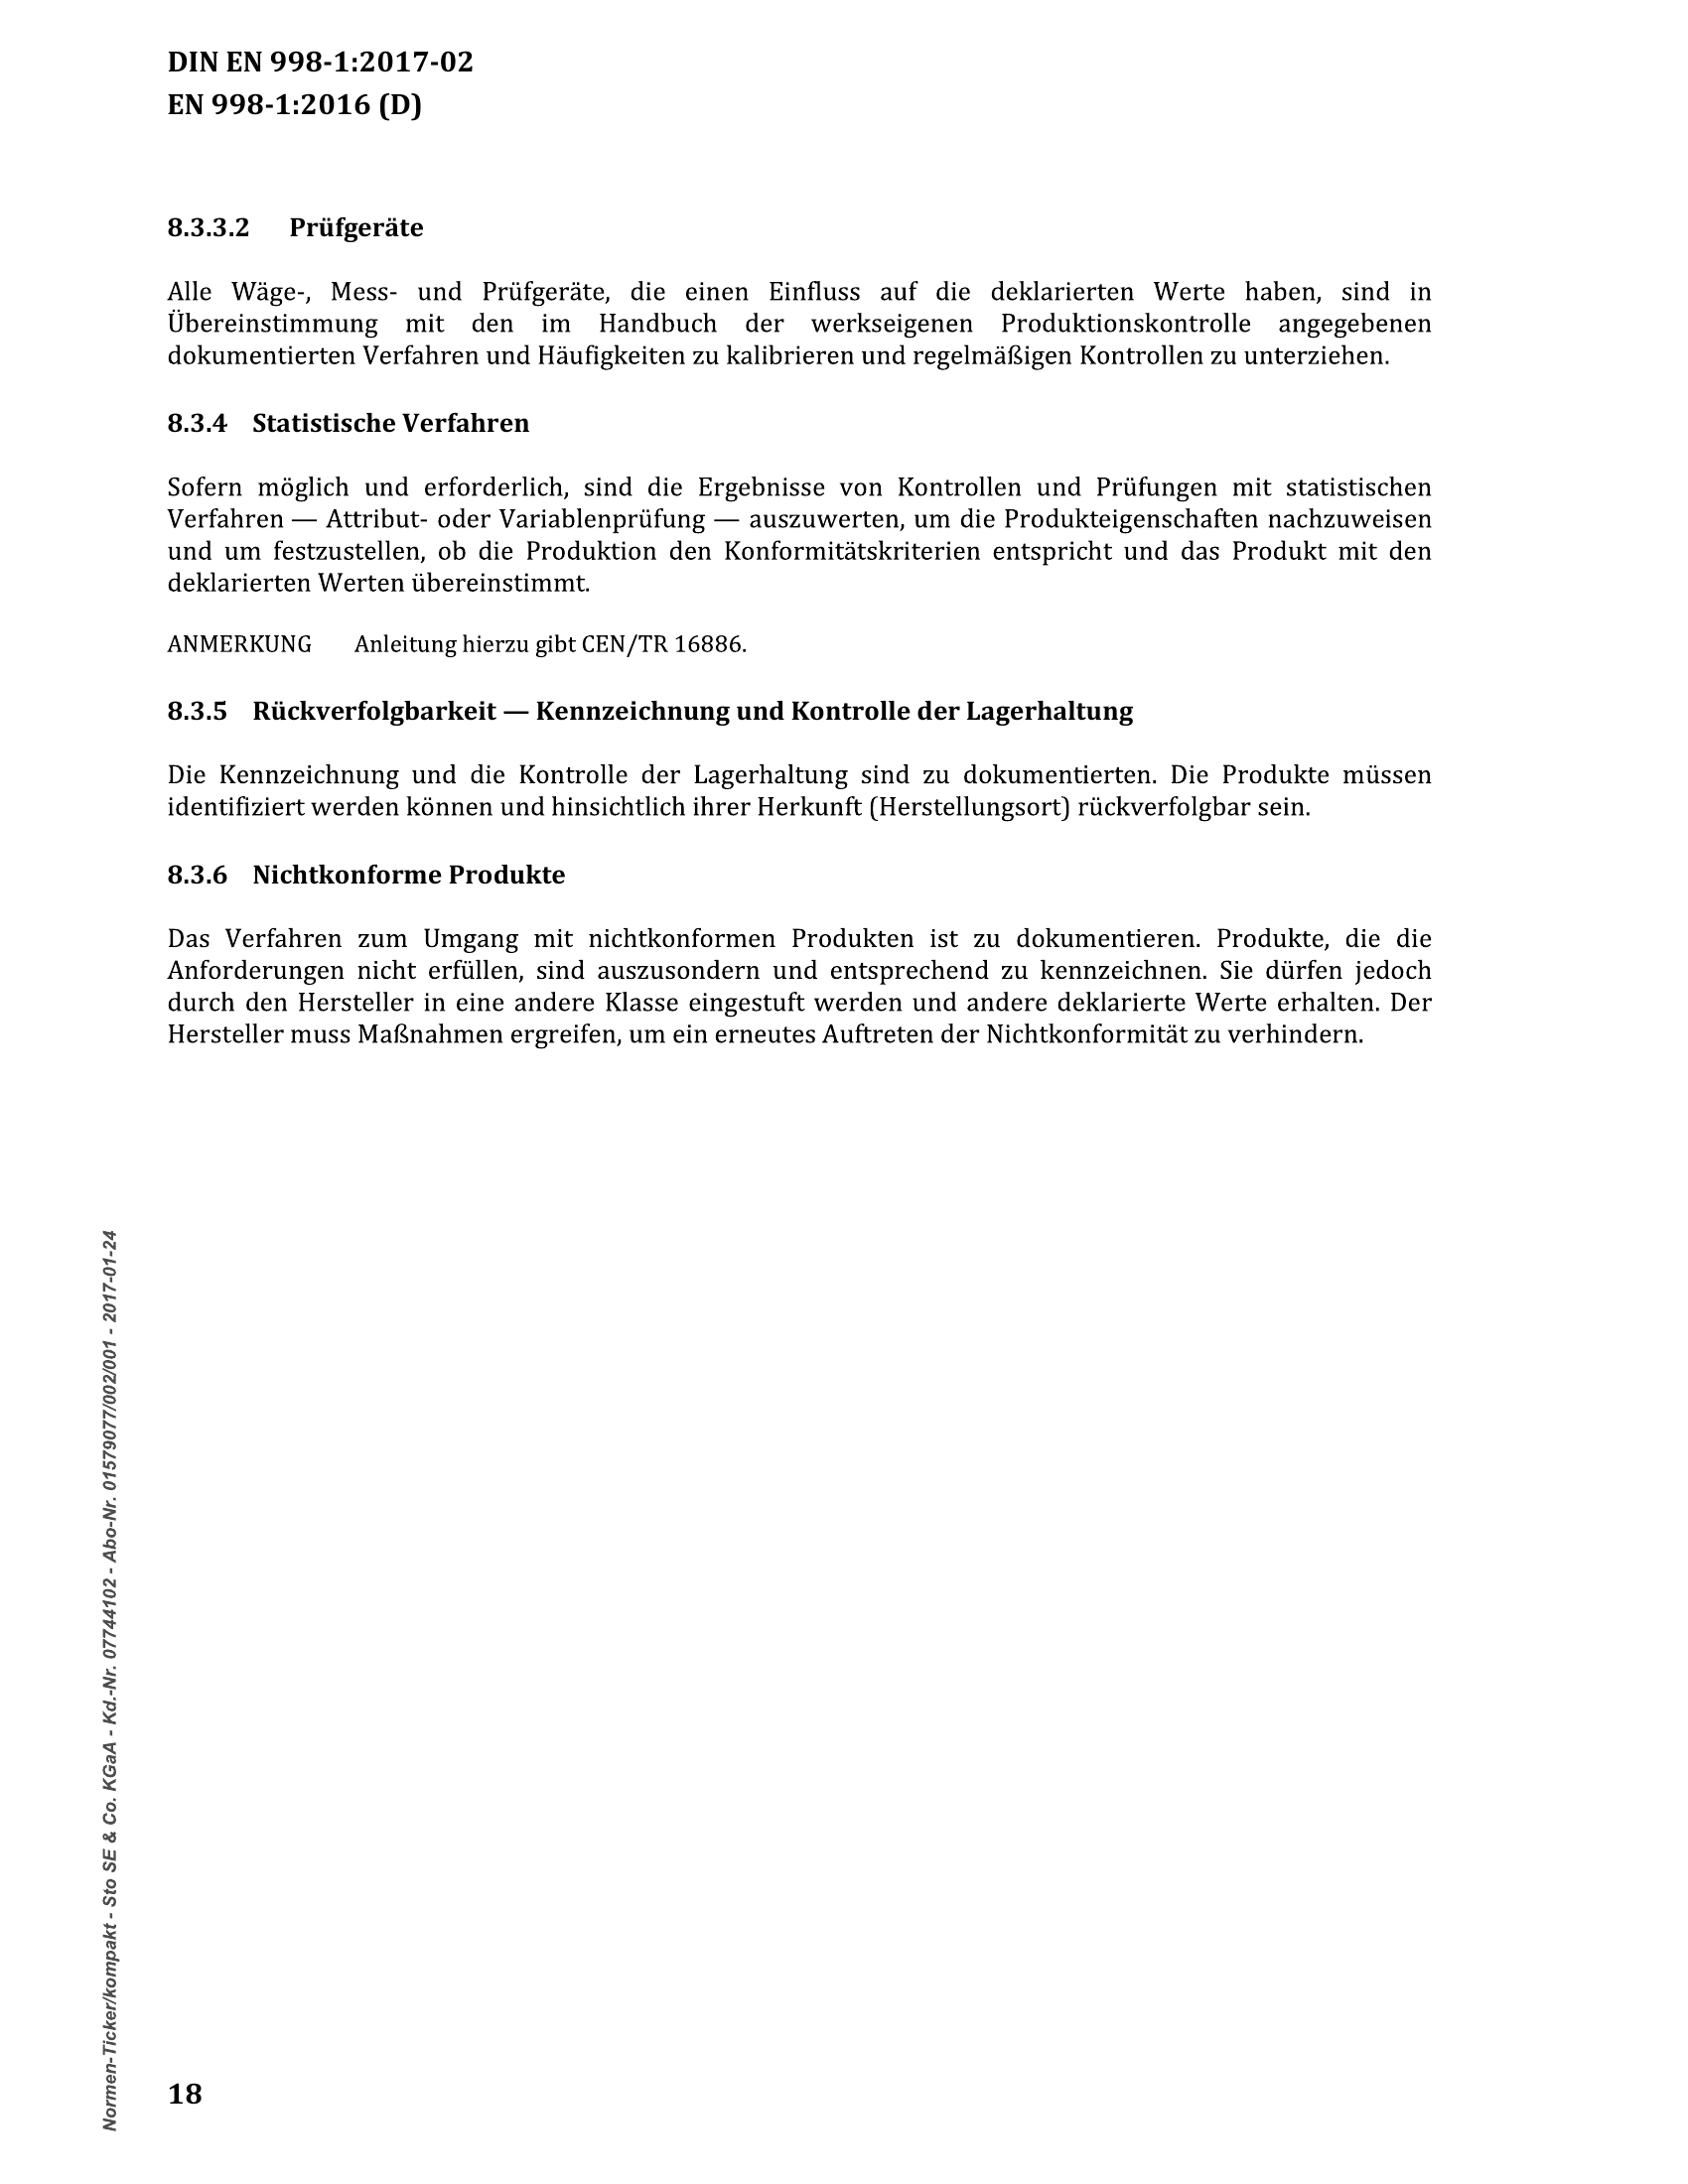 DIN EN 998-1:2017-02
EN 998-1:2016 (D)
8.3.3.2 Prüfgeräte
Alle Wäge-, Mess- und Prüfgeräte, die einen Einfluss auf die deklarierten Werte haben, sind in
Übereinstimmung mit den im Handbuch der werkseigenen Produktionskontrolle angegebenen
dokumentierten Verfahren und Häufigkeiten zu kalibrieren und regelmäßigen Kontrollen zu unterziehen.
8.3.4 Statistische Verfahren
Sofern möglich und erforderlich, sind die Ergebnisse von Kontrollen und Prüfungen mit statistischen
Verfahren — Attribut- oder Variablenprüfung — auszuwerten, um die Produkteigenschaften nachzuweisen
und um festzustellen, ob die Produktion den Konformitätskriterien entspricht und das Produkt mit den
deklarierten Werten übereinstimmt.
ANMERKUNG Anleitung hierzu gibt CEN/TR 16886.
8.3.5 Rückverfolgbarkeit — Kennzeichnung und Kontrolle der Lagerhaltung
Die Kennzeichnung und die Kontrolle der Lagerhaltung sind zu dokumentierten. Die Produkte müssen
identifiziert werden können und hinsichtlich ihrer Herkunft (Herstellungsort) rückverfolgbar sein.
8.3.6 Nichtkonforme Produkte
Das Verfahren zum Umgang mit nichtkonformen Produkten ist zu dokumentieren. Produkte, die die
Anforderungen nicht erfüllen, sind auszusondern und entsprechend zu kennzeichnen. Sie dürfen jedoch
durch den Hersteller in eine andere Klasse eingestuft werden und andere deklarierte Werte erhalten. Der
Hersteller muss Maßnahmen ergreifen, um ein erneutes Auftreten der Nichtkonformität zu verhindern.
Normen-Ticker/kompakt - Sto SE & Co. KGaA - Kd.-Nr. 07744102 - Abo-Nr. 01579077/002/001 - 2017-01-24
18